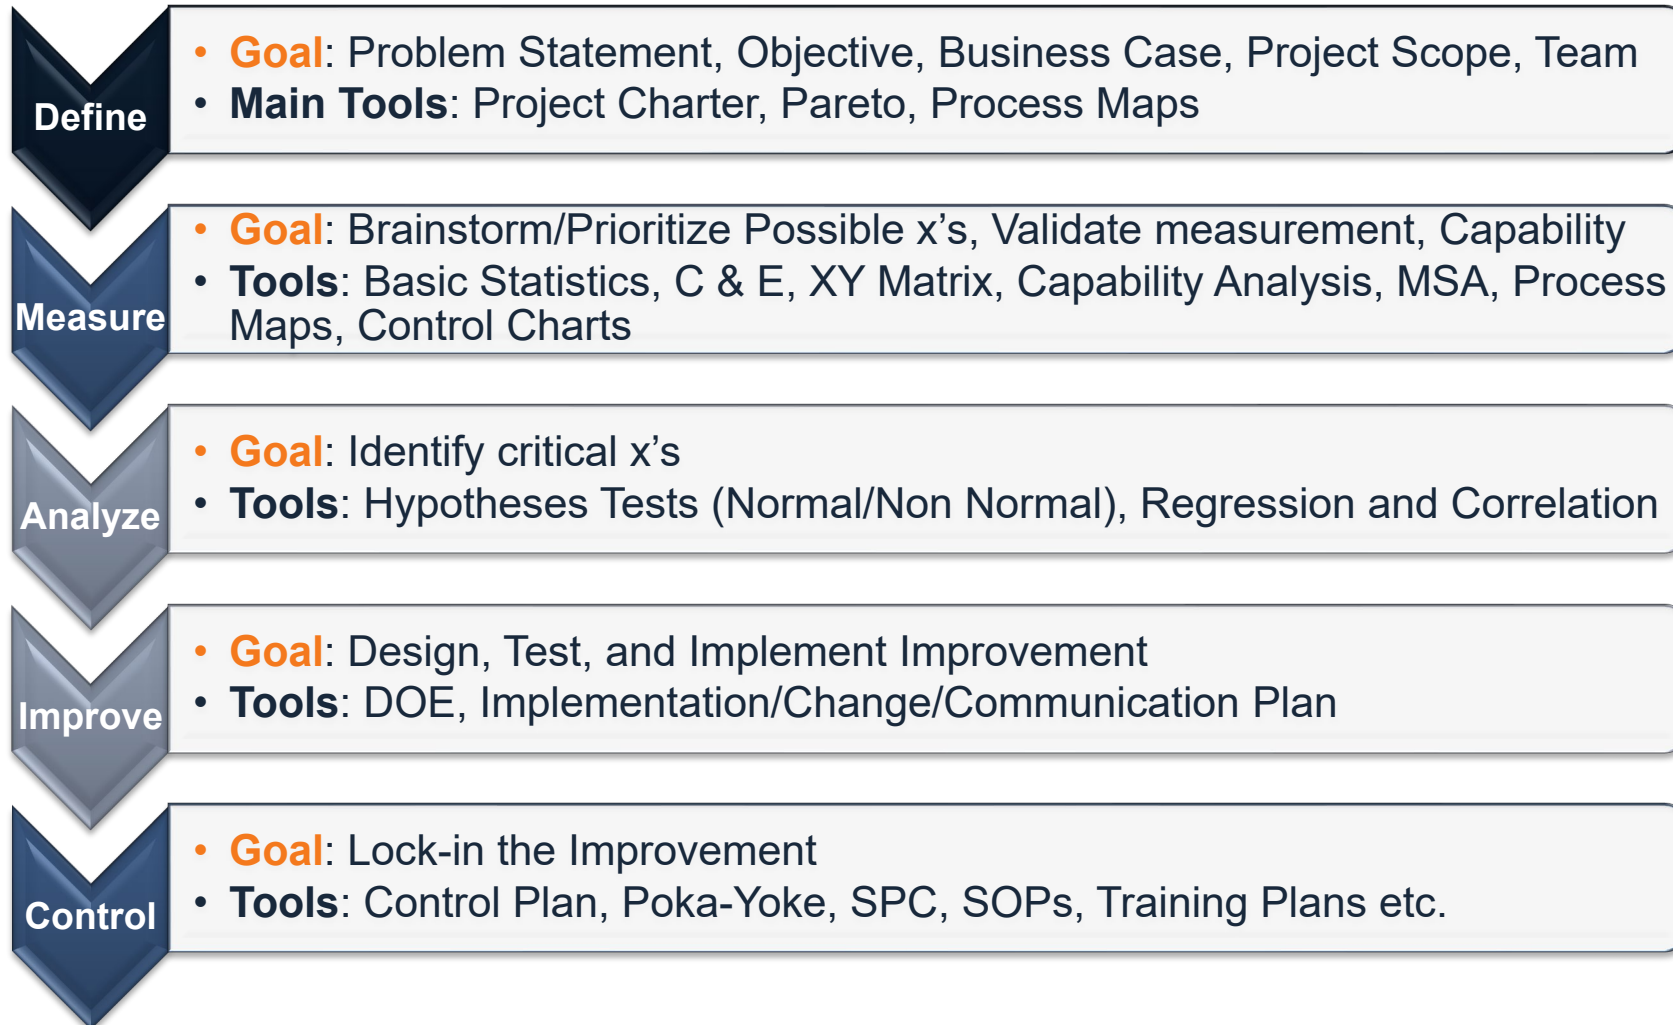 Define
• Goal: Problem Statement, Objective, Business Case, Project Scope, Team
• Main Tools: Project Charter, Pareto, Process Maps
Measure
• Goal: Brainstorm/Prioritize Possible x’s, Validate measurement, Capability
• Tools: Basic Statistics, C & E, XY Matrix, Capability Analysis, MSA, Process
Maps, Control Charts
Analyze
• Goal: Identify critical x’s
• Tools: Hypotheses Tests (Normal/Non Normal), Regression and Correlation
Improve
• Goal: Design, Test, and Implement Improvement
• Tools: DOE, Implementation/Change/Communication Plan
Control
• Goal: Lock-in the Improvement
• Tools: Control Plan, Poka-Yoke, SPC, SOPs, Training Plans etc.